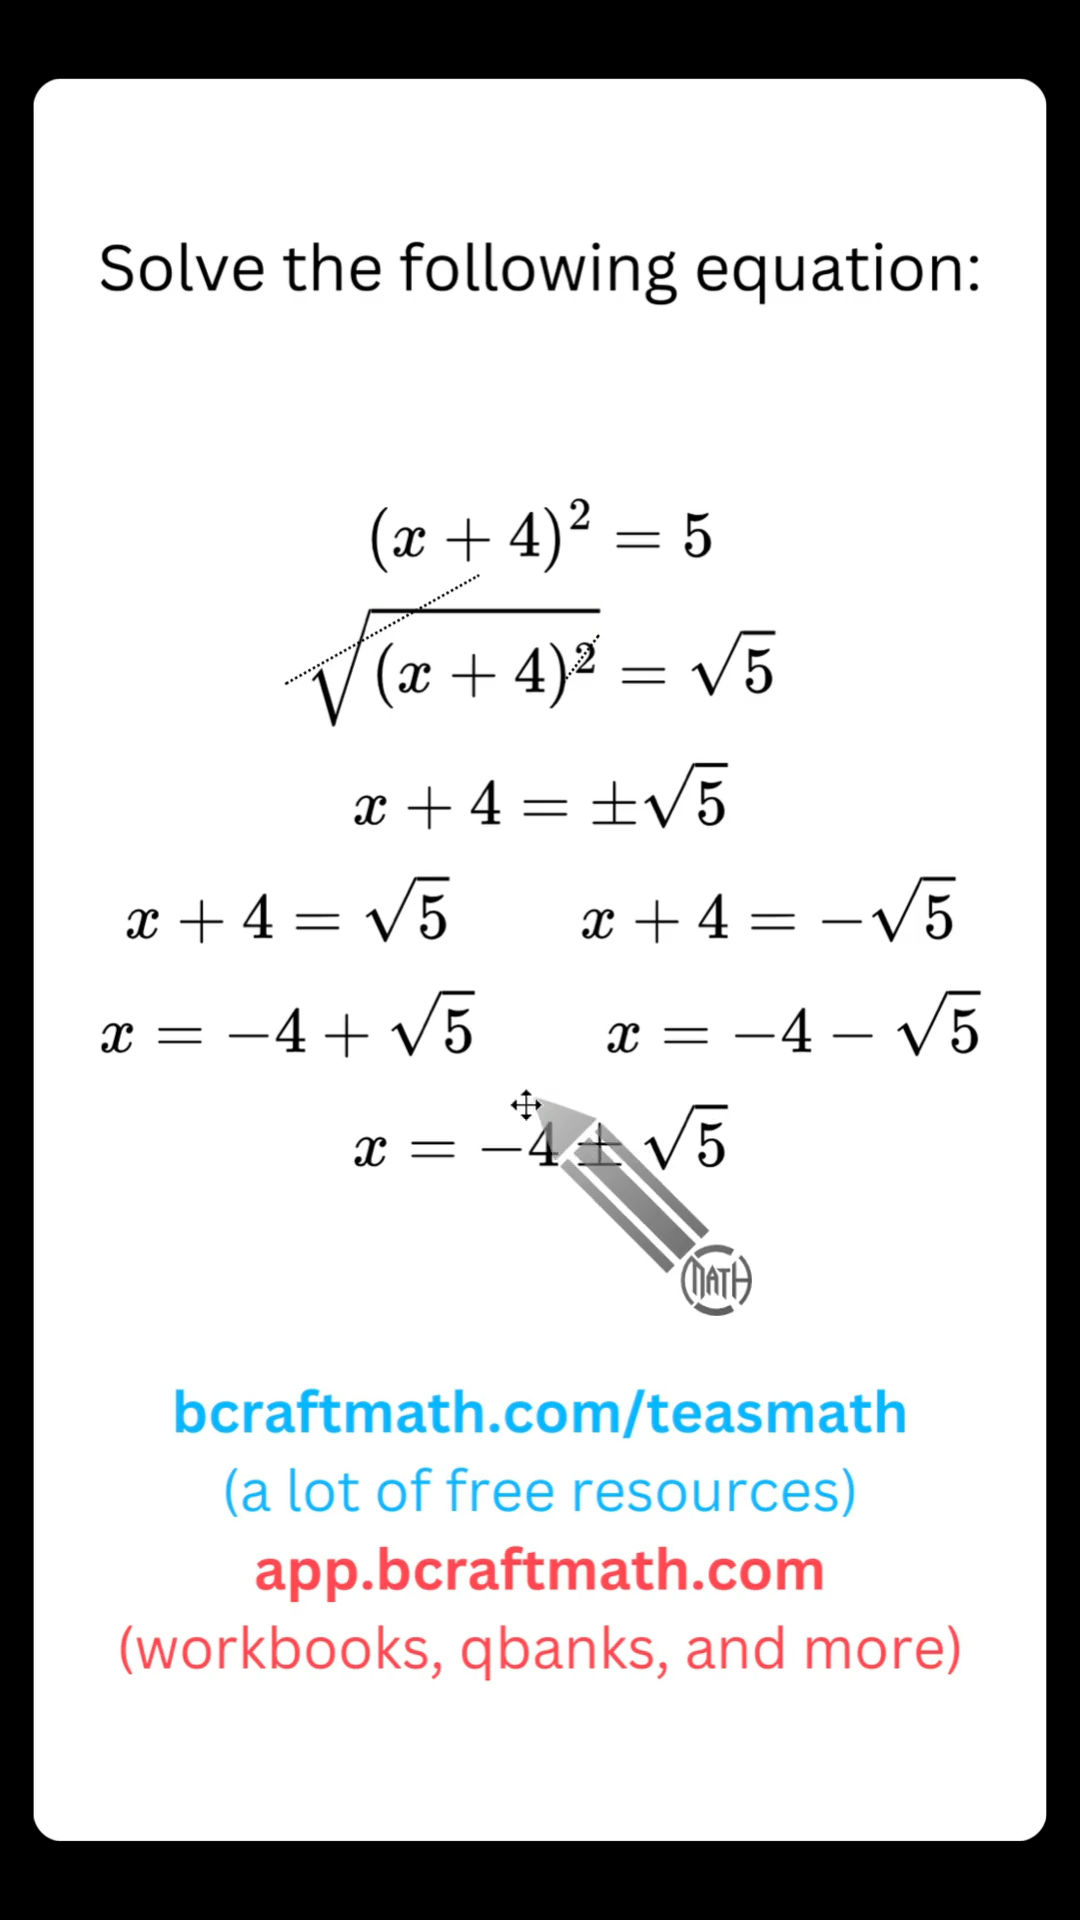 Solve the following equation:
(x + 4)² = 5
√(x + 4)² = √5
x + 4 = ±√5
x + 4 = √5 x + 4 = −√5
x = −4 + √5 x = −4 − √5
x = −4 ± √5
MATH
bcraftmath.com/teasmath
(a lot of free resources)
app.bcraftmath.com
(workbooks, qbanks, and more)